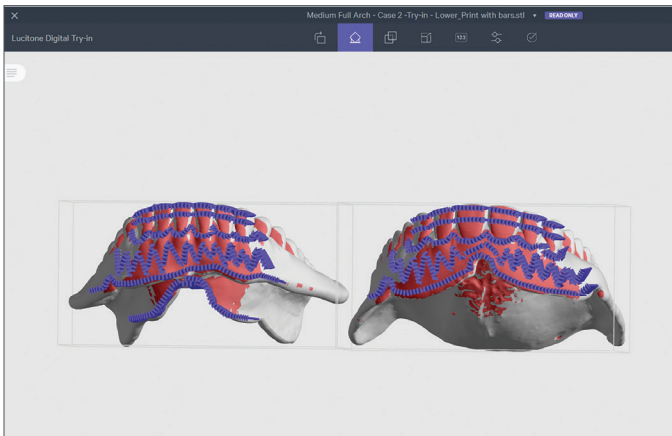 Medium Full Arch - Case 2 -Try-in - Lower_Print with bars.stl READ ONLY
Lucitone Digital Try-in
123